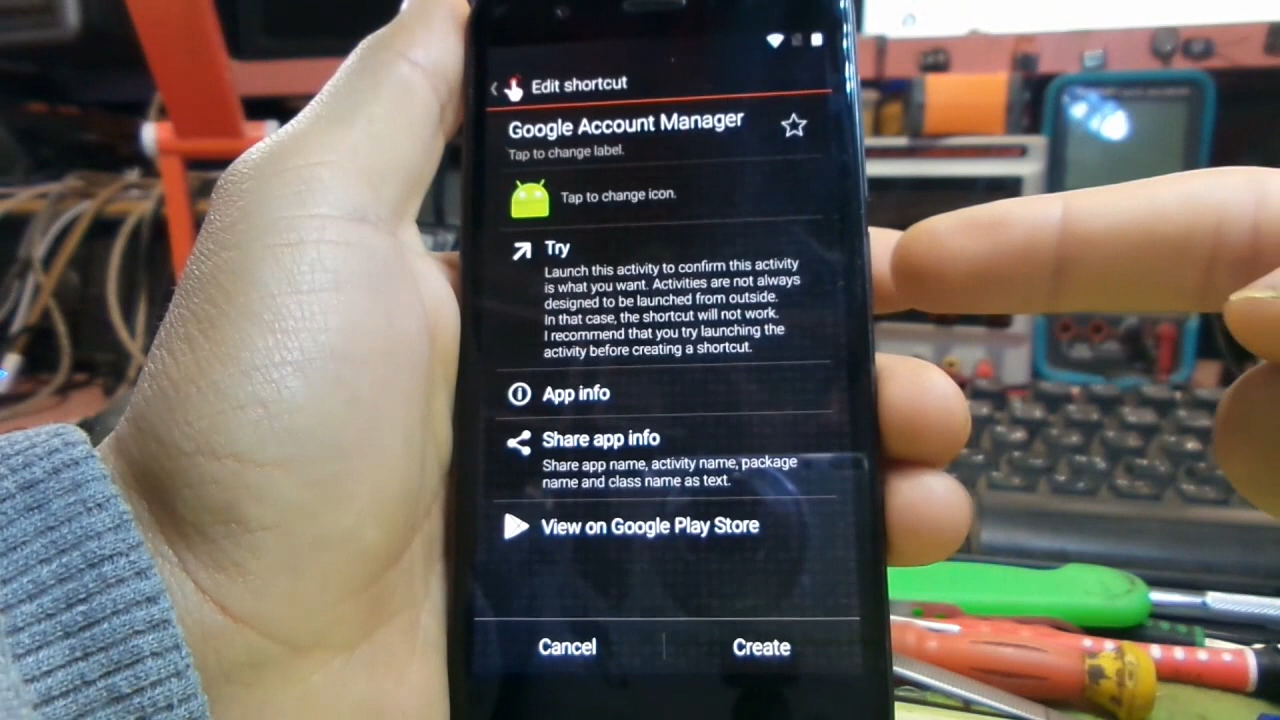 Edit shortcut
Google Account Manager
Tap to change label.
Tap to change icon.
Try
Launch this activity to confirm this activity
is what you want. Activities are not always
designed to be launched from outside.
In that case, the shortcut will not work.
I recommend that you try launching the
activity before creating a shortcut.
App info
Share app info
Share app name, activity name, package
name and class name as text.
View on Google Play Store
Cancel
Create